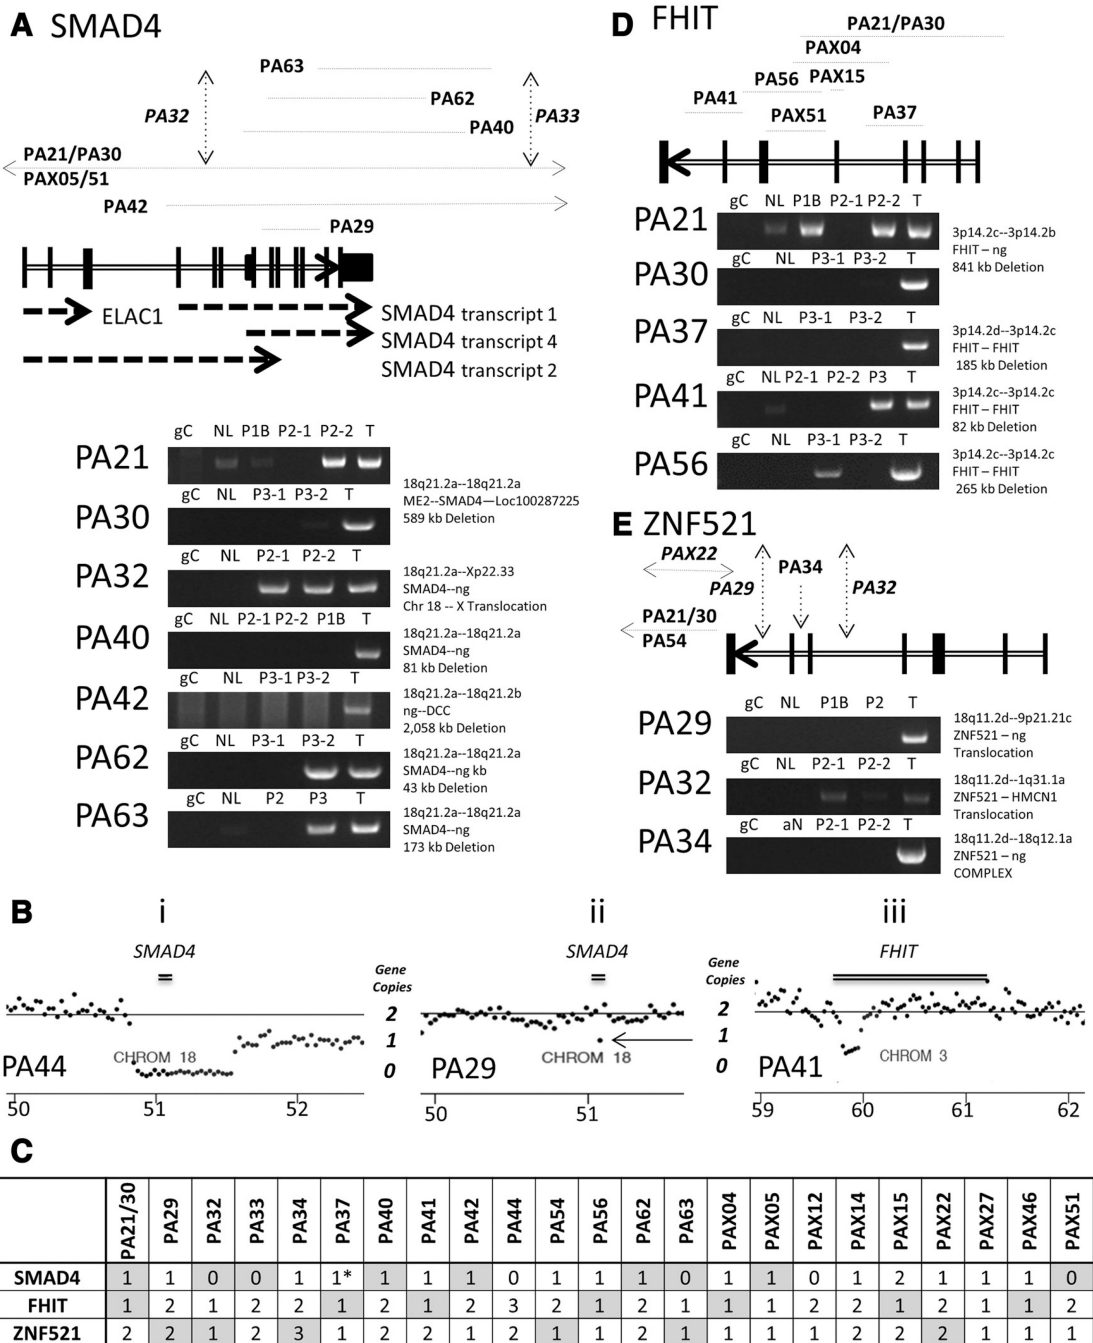 A SMAD4
PA63
PA62
PA32
PA33
PA40
PA21/PA30
PAX05/51
PA42
PA29
ELAC1
SMAD4 transcript 1
SMAD4 transcript 4
SMAD4 transcript 2
gC NL P1B P2-1 P2-2 T
PA21
18q21.2a--18q21.2a
ME2--SMAD4—Loc100287225
589 kb Deletion
gC NL P3-1 P3-2 T
PA30
gC NL P2-1 P2-2 T
PA32
18q21.2a--Xp22.33
SMAD4--ng
Chr 18 -- X Translocation
gC NL P2-1 P2-2 P1B T
PA40
18q21.2a--18q21.2a
SMAD4--ng
81 kb Deletion
gC NL P3-1 P3-2 T
PA42
18q21.2a--18q21.2b
ng--DCC
2,058 kb Deletion
gC NL P3-1 P3-2 T
PA62
18q21.2a--18q21.2a
SMAD4--ng kb
43 kb Deletion
gC NL P2 P3 T
PA63
18q21.2a--18q21.2a
SMAD4--ng
173 kb Deletion
D FHIT
PA21/PA30
PAX04
PA56 PAX15
PA41
PAX51
PA37
gC NL P1B P2-1 P2-2 T
PA21
3p14.2c--3p14.2b
FHIT – ng
841 kb Deletion
gC NL P3-1 P3-2 T
PA30
gC NL P3-1 P3-2 T
PA37
3p14.2d--3p14.2c
FHIT – FHIT
185 kb Deletion
gC NL P2-1 P2-2 P3 T
PA41
3p14.2c--3p14.2c
FHIT – FHIT
82 kb Deletion
gC NL P3-1 P3-2 T
PA56
3p14.2c--3p14.2c
FHIT – FHIT
265 kb Deletion
E ZNF521
PAX22
PA29
PA34
PA32
PA21/30
PA54
gC NL P1B P2 T
PA29
18q11.2d--9p21.21c
ZNF521 – ng
Translocation
gC NL P2-1 P2-2 T
PA32
18q11.2d--1q31.1a
ZNF521 – HMCN1
Translocation
gC aN P2-1 P2-2 T
PA34
18q11.2d--18q12.1a
ZNF521 – ng
COMPLEX
B
i
SMAD4
CHROM 18
PA44
50 51 52
Gene
Copies
2
1
0
ii
SMAD4
CHROM 18
PA29
50 51
Gene
Copies
2
1
0
iii
FHIT
CHROM 3
PA41
59 60 61 62
C
PA21/30 PA29 PA32 PA33 PA34 PA37 PA40 PA41 PA42 PA44 PA54 PA56 PA62 PA63 PAX04 PAX05 PAX12 PAX14 PAX15 PAX22 PAX27 PAX46 PAX51
SMAD4 1 1 0 0 1 1* 1 1 1 0 1 1 1 0 1 1 0 1 2 1 1 1 0
FHIT 1 2 1 2 2 1 2 1 2 3 2 1 2 1 1 1 2 2 1 2 1 1 2
ZNF521 2 2 1 2 3 1 2 2 1 2 1 1 1 1 1 1 1 2 2 2 1 1 1